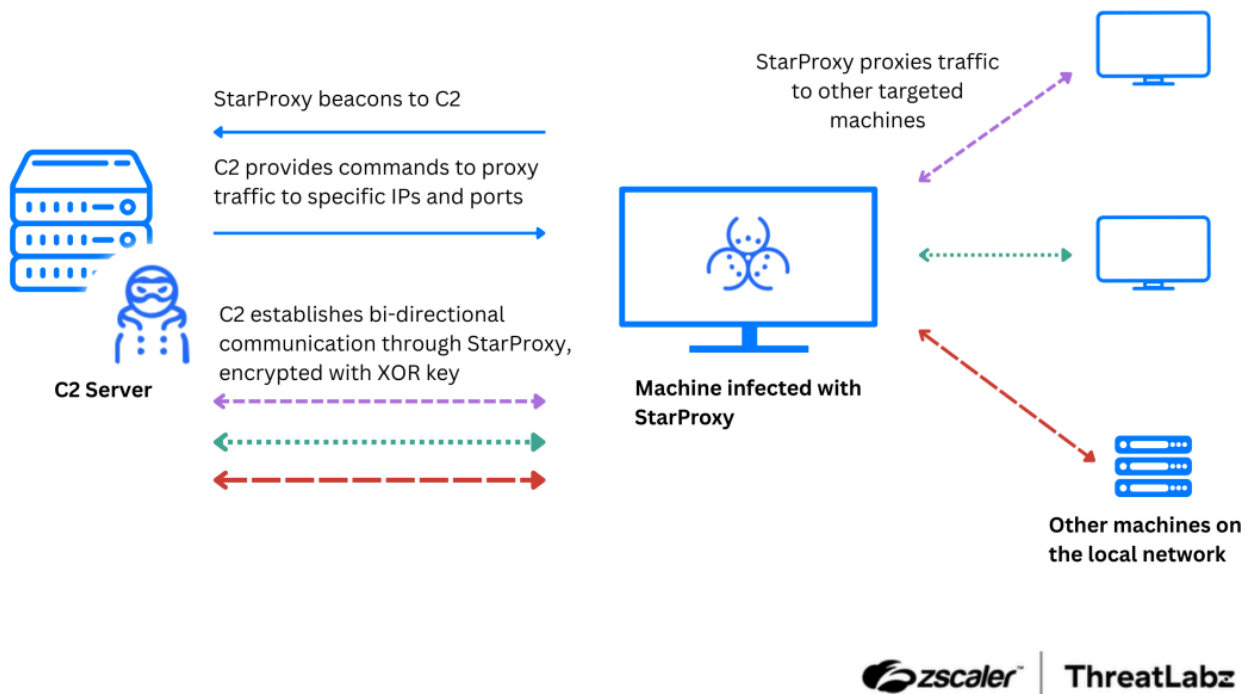 StarProxy beacons to C2
C2 provides commands to proxy
traffic to specific IPs and ports
C2 establishes bi-directional
communication through StarProxy,
encrypted with XOR key
C2 Server
StarProxy proxies traffic
to other targeted
machines
Machine infected with
StarProxy
Other machines on
the local network
zscaler™ | ThreatLabz